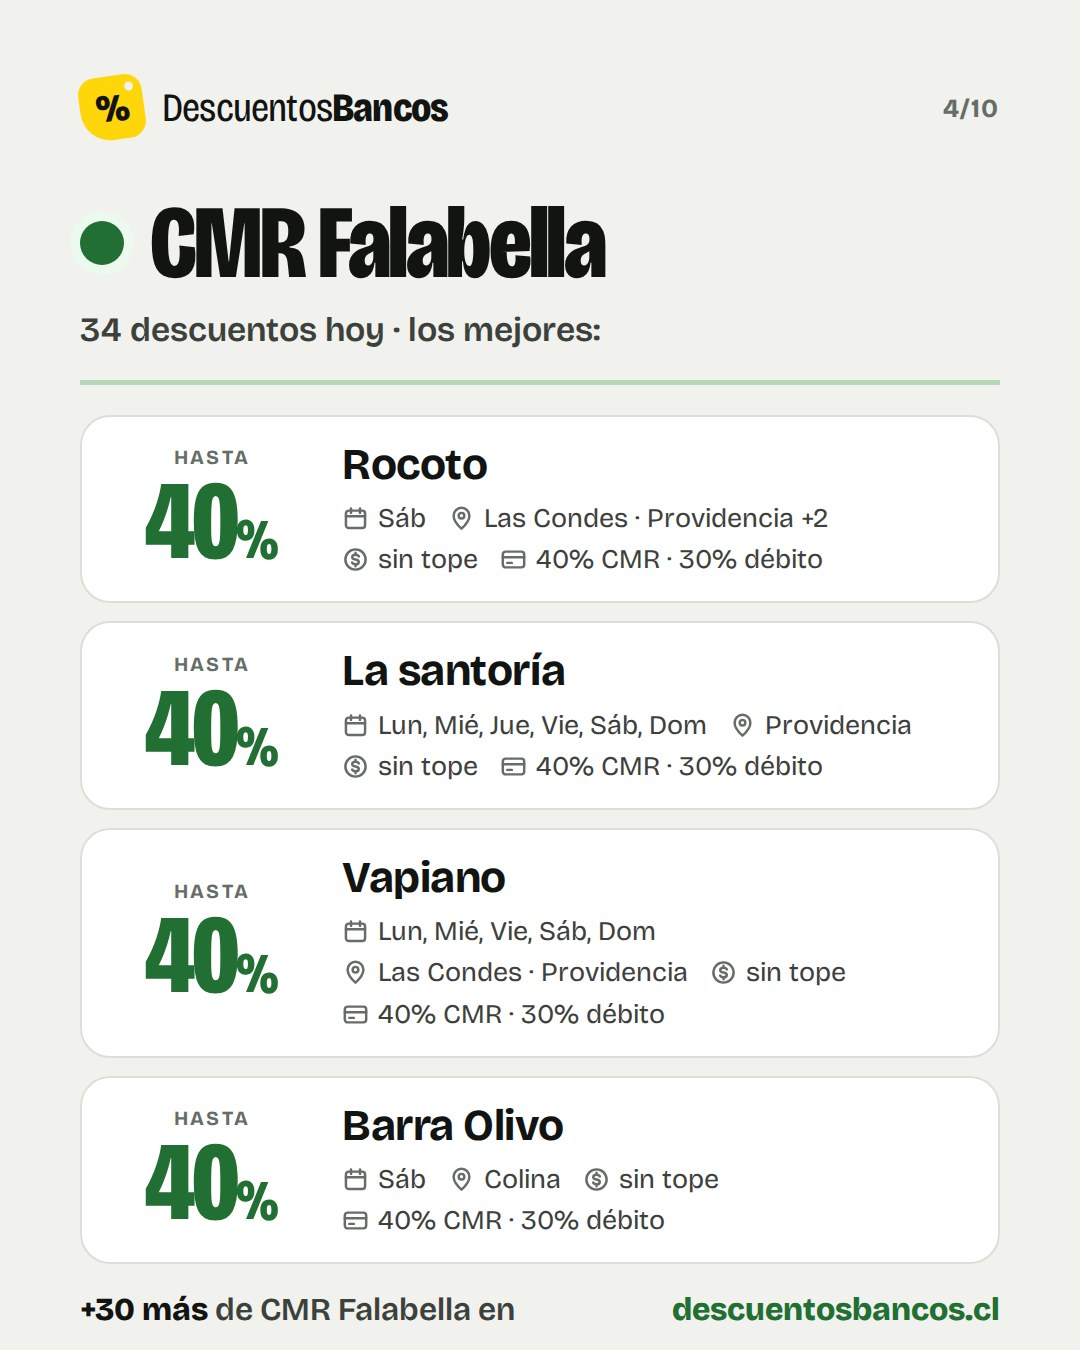 % DescuentosBancos
4/10
CMR Falabella
34 descuentos hoy · los mejores:
HASTA
40%
Rocoto
Sáb Las Condes · Providencia +2
sin tope 40% CMR · 30% débito
HASTA
40%
La santoría
Lun, Mié, Jue, Vie, Sáb, Dom Providencia
sin tope 40% CMR · 30% débito
HASTA
40%
Vapiano
Lun, Mié, Vie, Sáb, Dom
Las Condes · Providencia sin tope
40% CMR · 30% débito
HASTA
40%
Barra Olivo
Sáb Colina sin tope
40% CMR · 30% débito
+30 más de CMR Falabella en
descuentosbancos.cl